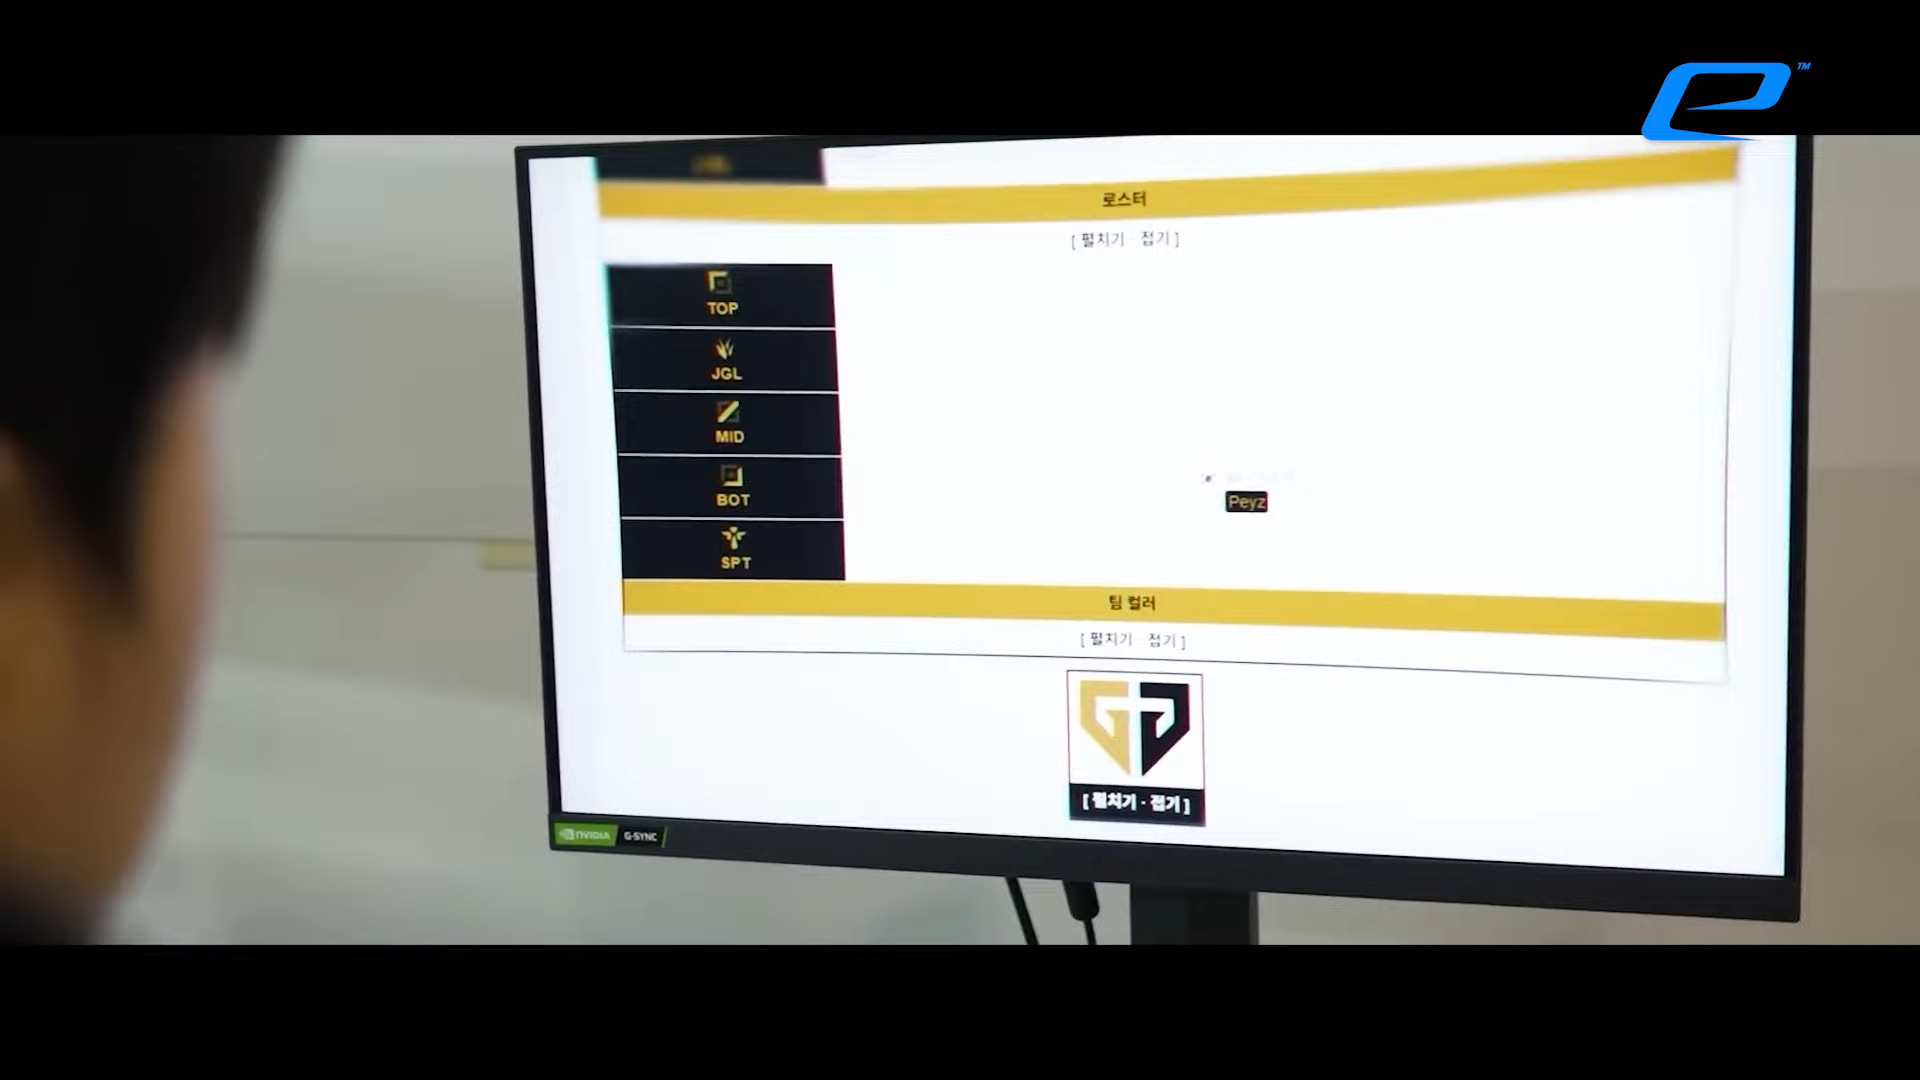 TM
로스터
[ 펼치기 · 접기 ]
TOP
JGL
MID
BOT
Peyz
SPT
팀 컬러
[ 펼치기 · 접기 ]
[ 펼치기 · 접기 ]
NVIDIA G-SYNC